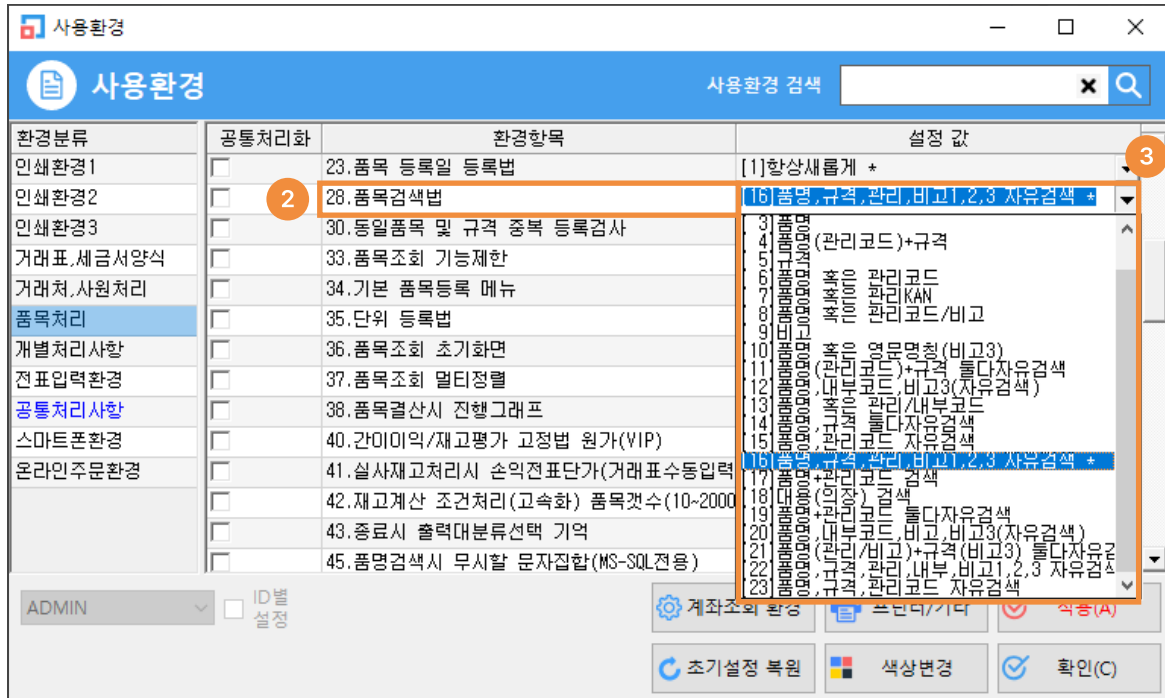 사용환경
사용환경
사용환경 검색
환경분류
공통처리화
환경항목
설정 값
인쇄환경1
23.품목 등록일 등록법
[1]항상새롭게 *
3
인쇄환경2
2
28.품목검색법
[16]품명,규격,관리,비고1,2,3 자유검색 *
인쇄환경3
30.동일품목 및 규격 중복 등록검사
거래표,세금서양식
33.품목조회 기능제한
거래처,사원처리
34.기본 품목등록 메뉴
품목처리
35.단위 등록법
개별처리사항
36.품목조회 초기화면
전표입력환경
37.품목조회 멀티정렬
공통처리사항
38.품목결산시 진행그래프
스마트폰환경
40.간이이익/재고평가 고정법 원가(VIP)
온라인주문환경
41.실사재고처리시 손익전표단가(거래표수동입력
42.재고계산 조건처리(고속화) 품목갯수(10~2000
43.종료시 출력대분류선택 기억
45.품명검색시 무시할 문자집합(MS-SQL전용)
[ 3]품명
[ 4]품명(관리코드)+규격
[ 5]규격
[ 6]품명 혹은 관리코드
[ 7]품명 혹은 관리KAN
[ 8]품명 혹은 관리코드/비고
[ 9]비고
[10]품명 혹은 영문명칭(비고3)
[11]품명(관리코드)+규격 둘다자유검색
[12]품명,내부코드,비고3(자유검색)
[13]품명 혹은 관리/내부코드
[14]품명,규격 둘다자유검색
[15]품명,관리코드 자유검색
[16]품명,규격,관리,비고1,2,3 자유검색 *
[17]품명+관리코드 검색
[18]대용(의장) 검색
[19]품명+관리코드 둘다자유검색
[20]품명,내부코드,비고,비고3(자유검색)
[21]품명(관리/비고)+규격(비고3) 둘다자유검
[22]품명,규격,관리,내부,비고1,2,3 자유검색
[23]품명,규격,관리코드 자유검색
ADMIN
ID별
설정
계좌조회 환경
프린터/기타
적용(A)
초기설정 복원
색상변경
확인(C)